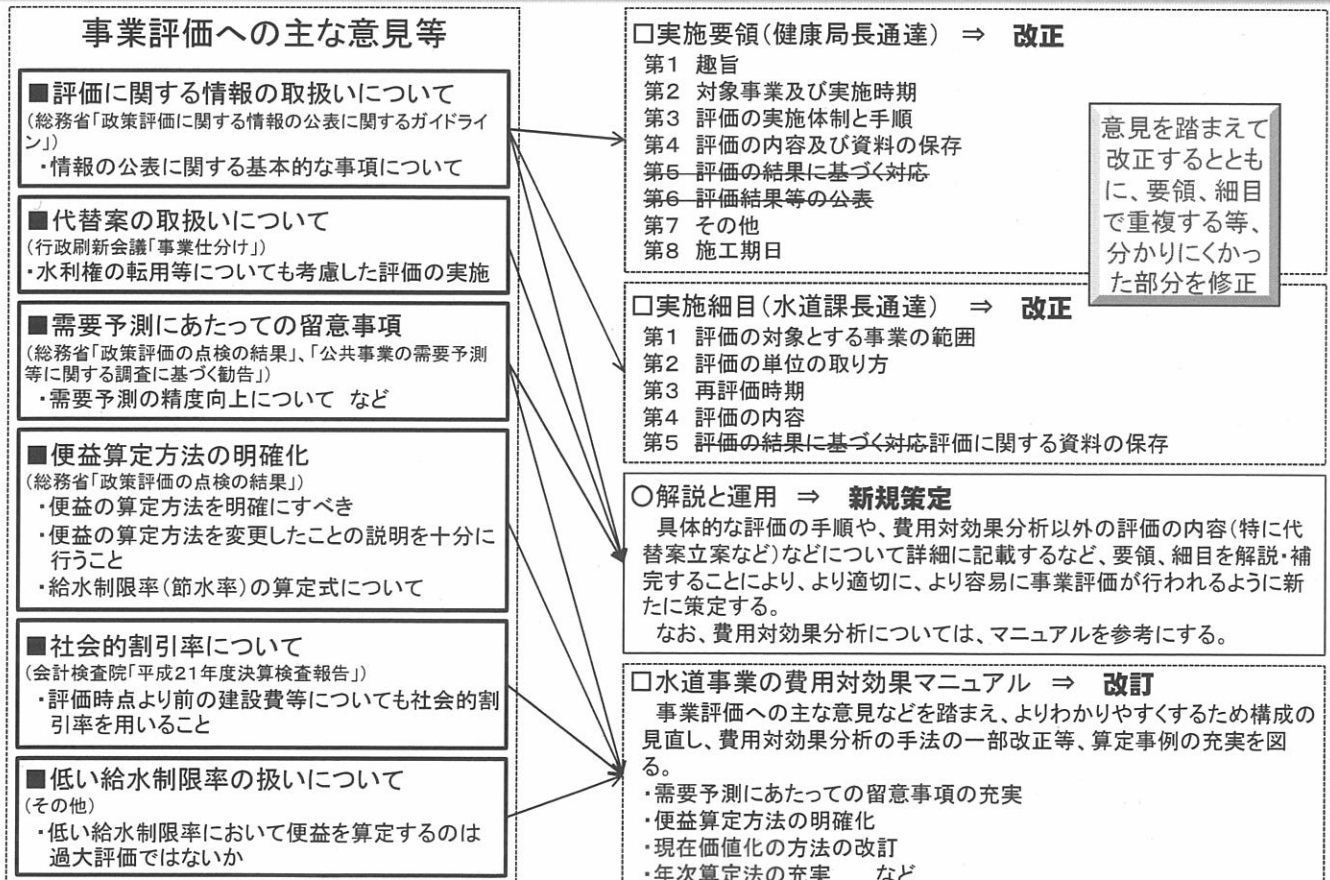 事業評価への主な意見等
■評価に関する情報の取扱いについて
(総務省「政策評価に関する情報の公表に関するガイドライ
ン」)
・情報の公表に関する基本的な事項について
■代替案の取扱いについて
(行政刷新会議「事業仕分け」)
・水利権の転用等についても考慮した評価の実施
■需要予測にあたっての留意事項
(総務省「政策評価の点検の結果」、「公共事業の需要予測
等に関する調査に基づく勧告」)
・需要予測の精度向上について など
■便益算定方法の明確化
(総務省「政策評価の点検の結果」)
・便益の算定方法を明確にすべき
・便益の算定方法を変更したことの説明を十分に
行うこと
・給水制限率(節水率)の算定式について
■社会的割引率について
(会計検査院「平成21年度決算検査報告」)
・評価時点より前の建設費等についても社会的割
引率を用いること
■低い給水制限率の扱いについて
(その他)
・低い給水制限率において便益を算定するのは
過大評価ではないか
□実施要領(健康局長通達) ⇒ 改正
第1 趣旨
第2 対象事業及び実施時期
第3 評価の実施体制と手順
第4 評価の内容及び資料の保存
第5 評価の結果に基づく対応
第6 評価結果等の公表
第7 その他
第8 施工期日
意見を踏まえて
改正するととも
に、要領、細目
で重複する等、
分かりにくかっ
た部分を修正
□実施細目(水道課長通達) ⇒ 改正
第1 評価の対象とする事業の範囲
第2 評価の単位の取り方
第3 再評価時期
第4 評価の内容
第5 評価の結果に基づく対応評価に関する資料の保存
○解説と運用 ⇒ 新規策定
具体的な評価の手順や、費用対効果分析以外の評価の内容(特に代
替案立案など)などについて詳細に記載するなど、要領、細目を解説・補
完することにより、より適切に、より容易に事業評価が行われるように新
たに策定する。
なお、費用対効果分析については、マニュアルを参考にする。
□水道事業の費用対効果マニュアル ⇒ 改訂
事業評価への主な意見などを踏まえ、よりわかりやすくするため構成の
見直し、費用対効果分析の手法の一部改正等、算定事例の充実を図
る。
・需要予測にあたっての留意事項の充実
・便益算定方法の明確化
・現在価値化の方法の改訂
・年次算定法の充実 など